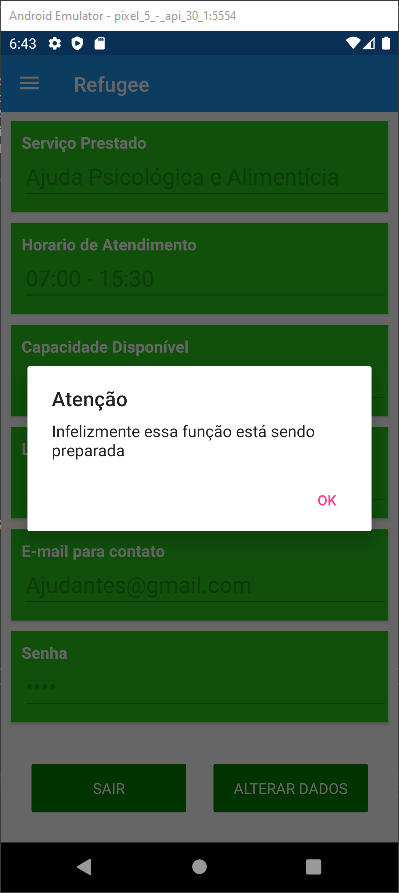 Android Emulator - pixel_5_-_api_30_1:5554
6:43
Refugee
Serviço Prestado
Ajuda Psicológica e Alimentícia
Horario de Atendimento
07:00 - 15:30
Capacidade Disponível
Atenção
Infelizmente essa função está sendo
preparada
OK
E-mail para contato
Ajudantes@gmail.com
Senha
••••
SAIR
ALTERAR DADOS